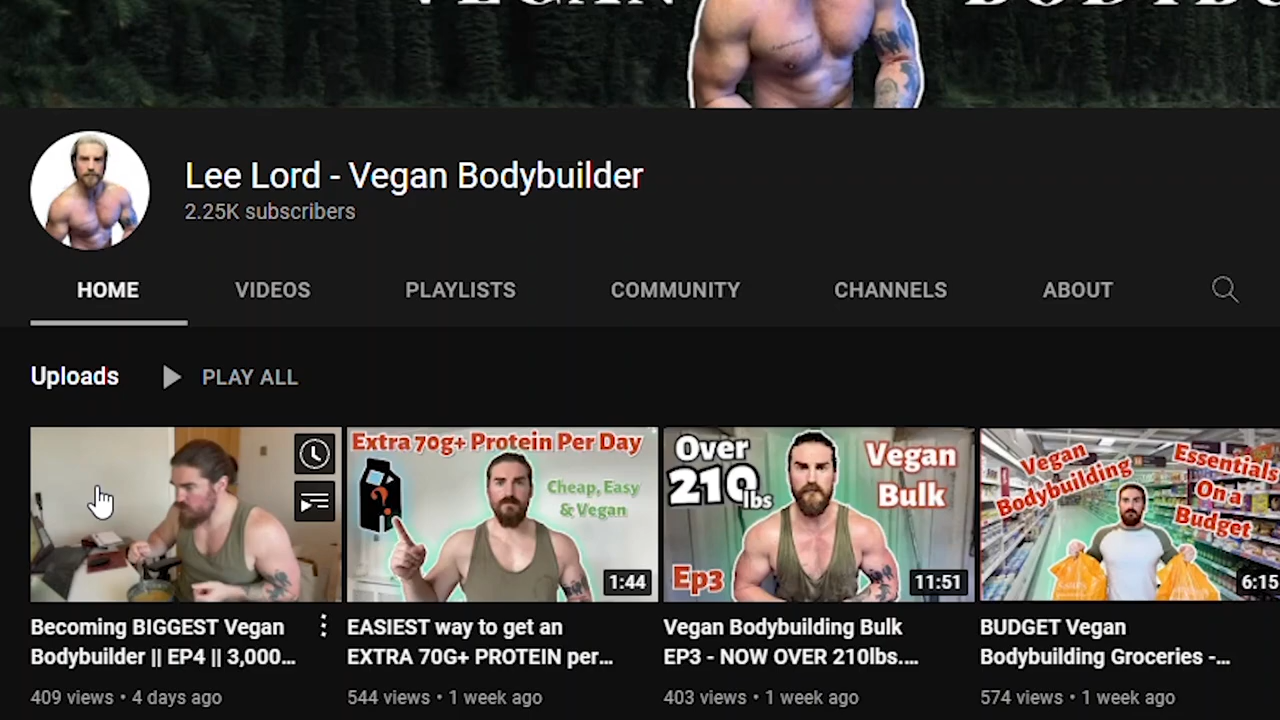 Lee Lord - Vegan Bodybuilder
2.25K subscribers
HOME VIDEOS PLAYLISTS COMMUNITY CHANNELS ABOUT
Uploads PLAY ALL
Extra 70g+ Protein Per Day
?
Cheap, Easy
& Vegan
1:44
Over
210lbs
Vegan
Bulk
Ep3
11:51
Vegan
Bodybuilding
Essentials
On a
Budget
6:15
Becoming BIGGEST Vegan
Bodybuilder || EP4 || 3,000...
409 views • 4 days ago
EASIEST way to get an
EXTRA 70G+ PROTEIN per...
544 views • 1 week ago
Vegan Bodybuilding Bulk
EP3 - NOW OVER 210lbs....
403 views • 1 week ago
BUDGET Vegan
Bodybuilding Groceries -...
574 views • 1 week ago